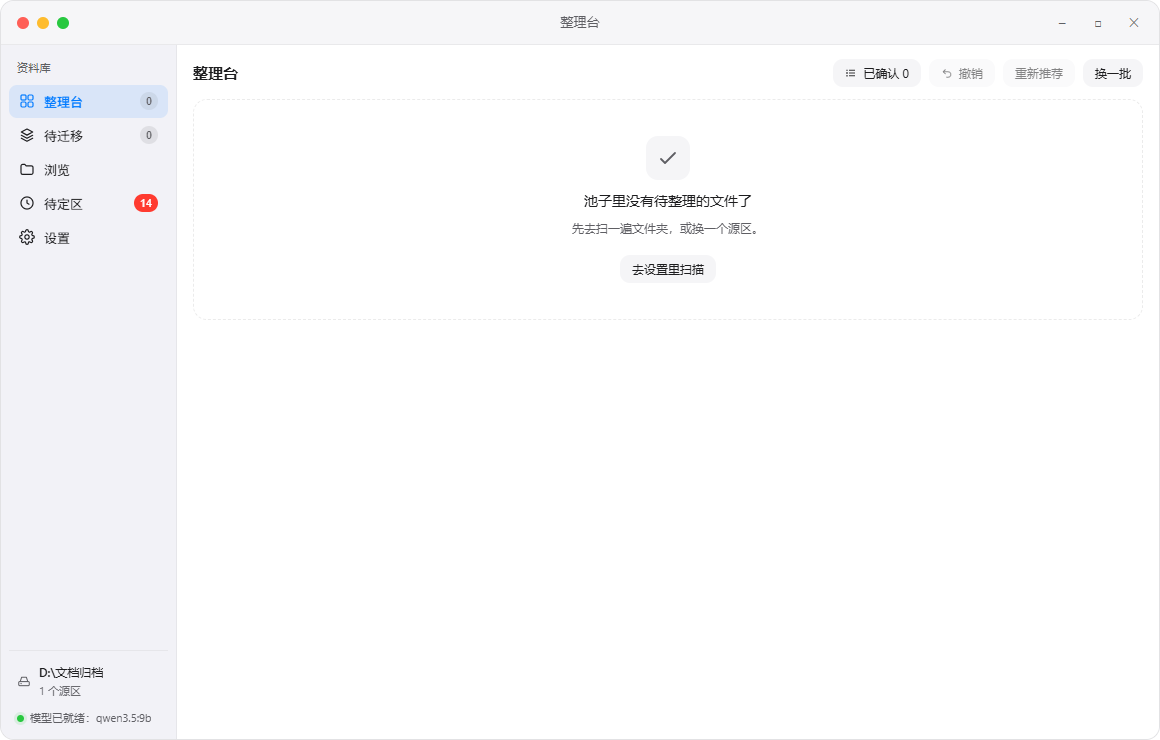 整理台
资料库
整理台 0
待迁移 0
浏览
待定区 14
设置
D:\文档归档
1 个源区
模型已就绪：qwen3.5:9b
整理台
已确认 0
撤销
重新推荐
换一批
池子里没有待整理的文件了
先去扫一遍文件夹，或换一个源区。
去设置里扫描